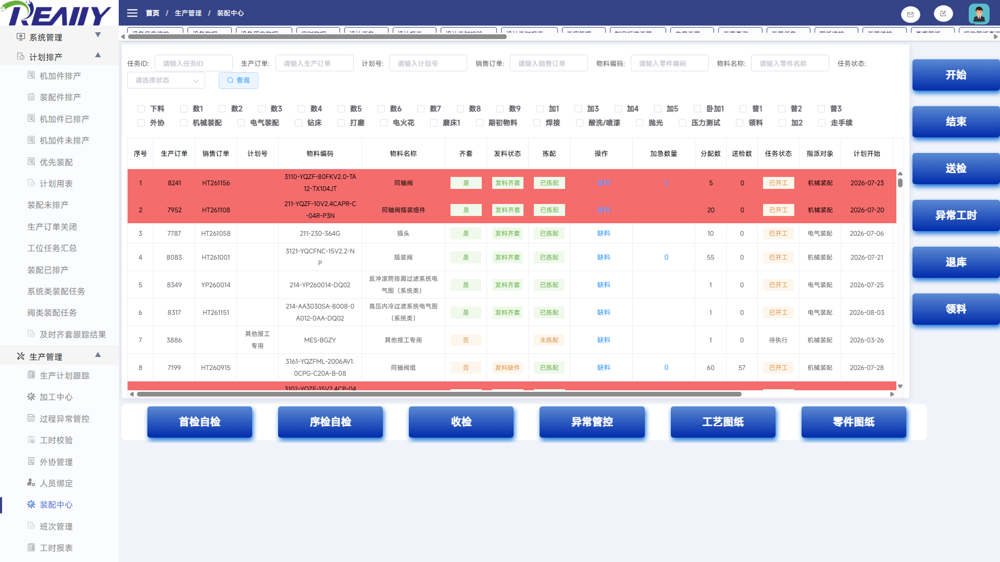 REAllY
首页 / 生产管理 / 装配中心
系统管理
计划排产
机加件排产
装配件排产
机加件已排产
机加件未排产
优先装配
计划用表
装配未排产
生产订单关闭
工位任务汇总
装配已排产
系统类装配任务
阀类装配任务
及时齐套跟踪结果
生产管理
生产计划跟踪
加工中心
过程异常管控
工时校验
外协管理
人员绑定
装配中心
班次管理
工时报表
任务ID: 请输入任务ID 生产订单: 请输入生产订单 计划号: 请输入计划号 销售订单: 请输入销售订单 物料编码: 请输入零件编码 物料名称: 请输入零件名称 任务状态:
请选择状态 查询
下料 数1 数2 数3 数4 数5 数6 数7 数8 数9 加1 加3 加4 加5 卧加1 普1 普2 普3
外协 机械装配 电气装配 钻床 打磨 电火花 磨床1 期初物料 焊接 酸洗/喷漆 抛光 压力测试 领料 加2 走手续
序号 生产订单 销售订单 计划号 物料编码 物料名称 齐套 发料状态 拣配 操作 加急数量 分配数 送检数 任务状态 指派对象 计划开始
1 8241 HT261156 3110-YQZF-80FKV2.0-TA12-TX104JT 同轴阀 是 发料齐套 已拣配 缺料 5 5 0 已开工 机械装配 2026-07-23
2 7952 HT261108 211-YQZF-10V2.4CAPR-C-04R-P3N 同轴阀插装组件 是 发料齐套 已拣配 缺料 20 0 已开工 机械装配 2026-07-20
3 7787 HT261058 211-230-364G 插头 是 发料齐套 已拣配 缺料 10 0 已开工 电气装配 2026-07-06
4 8083 HT261001 3121-YQCFNC-15V2.2-NP 插装阀 是 发料齐套 已拣配 缺料 0 55 0 已开工 机械装配 2026-07-21
5 8349 YP260014 214-YP260014-DQ02 反冲滚筒排屑过滤系统电气图（系统类） 是 发料齐套 已拣配 缺料 1 0 已开工 电气装配 2026-07-25
6 8317 HT261151 214-AA3030SA-8008-0A012-0AA-DQ02 高压内冷过滤系统电气图（系统类） 是 发料齐套 已拣配 缺料 1 0 已开工 电气装配 2026-08-03
7 3886 其他报工专用 MES-BGZY 其他报工专用 否 未拣配 缺料 1 0 待执行 机械装配 2026-03-26
8 7199 HT260915 3161-YQZFML-2006AV1.0CPG-C20A-B-08 同轴阀组 否 发料缺件 已拣配 缺料 0 60 57 已开工 机械装配 2026-07-28
3102-YQZF-15V2.4CP-04
开始
结束
送检
异常工时
退库
领料
首检自检 序检自检 收检 异常管控 工艺图纸 零件图纸